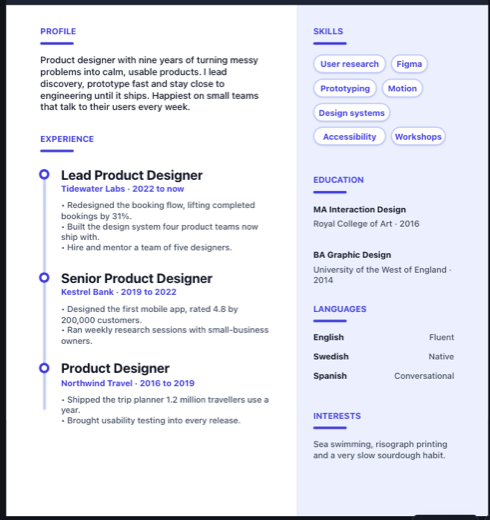 PROFILE
Product designer with nine years of turning messy
problems into calm, usable products. I lead
discovery, prototype fast and stay close to
engineering until it ships. Happiest on small teams
that talk to their users every week.
EXPERIENCE
Lead Product Designer
Tidewater Labs · 2022 to now
• Redesigned the booking flow, lifting completed
bookings by 31%.
• Built the design system four product teams now
ship with.
• Hire and mentor a team of five designers.
Senior Product Designer
Kestrel Bank · 2019 to 2022
• Designed the first mobile app, rated 4.8 by
200,000 customers.
• Ran weekly research sessions with small-business
owners.
Product Designer
Northwind Travel · 2016 to 2019
• Shipped the trip planner 1.2 million travellers use a
year.
• Brought usability testing into every release.
SKILLS
User research Figma
Prototyping Motion
Design systems
Accessibility Workshops
EDUCATION
MA Interaction Design
Royal College of Art · 2016
BA Graphic Design
University of the West of England ·
2014
LANGUAGES
English Fluent
Swedish Native
Spanish Conversational
INTERESTS
Sea swimming, risograph printing
and a very slow sourdough habit.